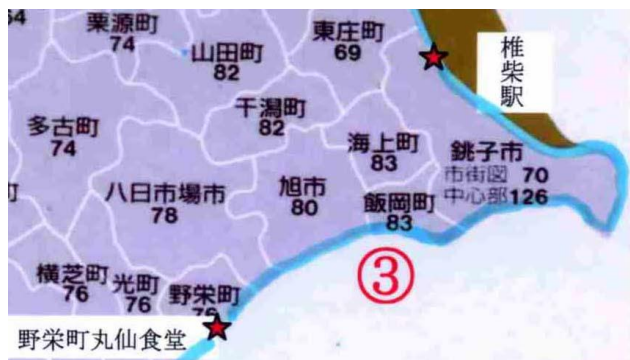 64
栗源町
74
山田町
82
東庄町
69
椎柴駅
多古町
74
干潟町
82
海上町
83
銚子市
市街図 70
中心部 126
八日市場市
78
旭市
80
飯岡町
83
③
横芝町
76
光町
76
野栄町
野栄町丸仙食堂